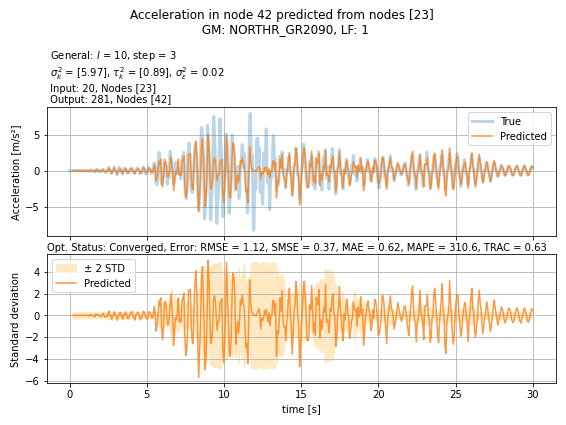 Acceleration in node 42 predicted from nodes [23]
GM: NORTHR_GR2090, LF: 1
General: l = 10, step = 3
σ²ₖ = [5.97], τ²ₖ = [0.89], σ²ε = 0.02
Input: 20, Nodes [23]
Output: 281, Nodes [42]
True
Predicted
Acceleration [m/s²]
5
0
−5
Opt. Status: Converged, Error: RMSE = 1.12, SMSE = 0.37, MAE = 0.62, MAPE = 310.6, TRAC = 0.63
± 2 STD
Predicted
Standard deviation
4
2
0
−2
−4
−6
0 5 10 15 20 25 30
time [s]